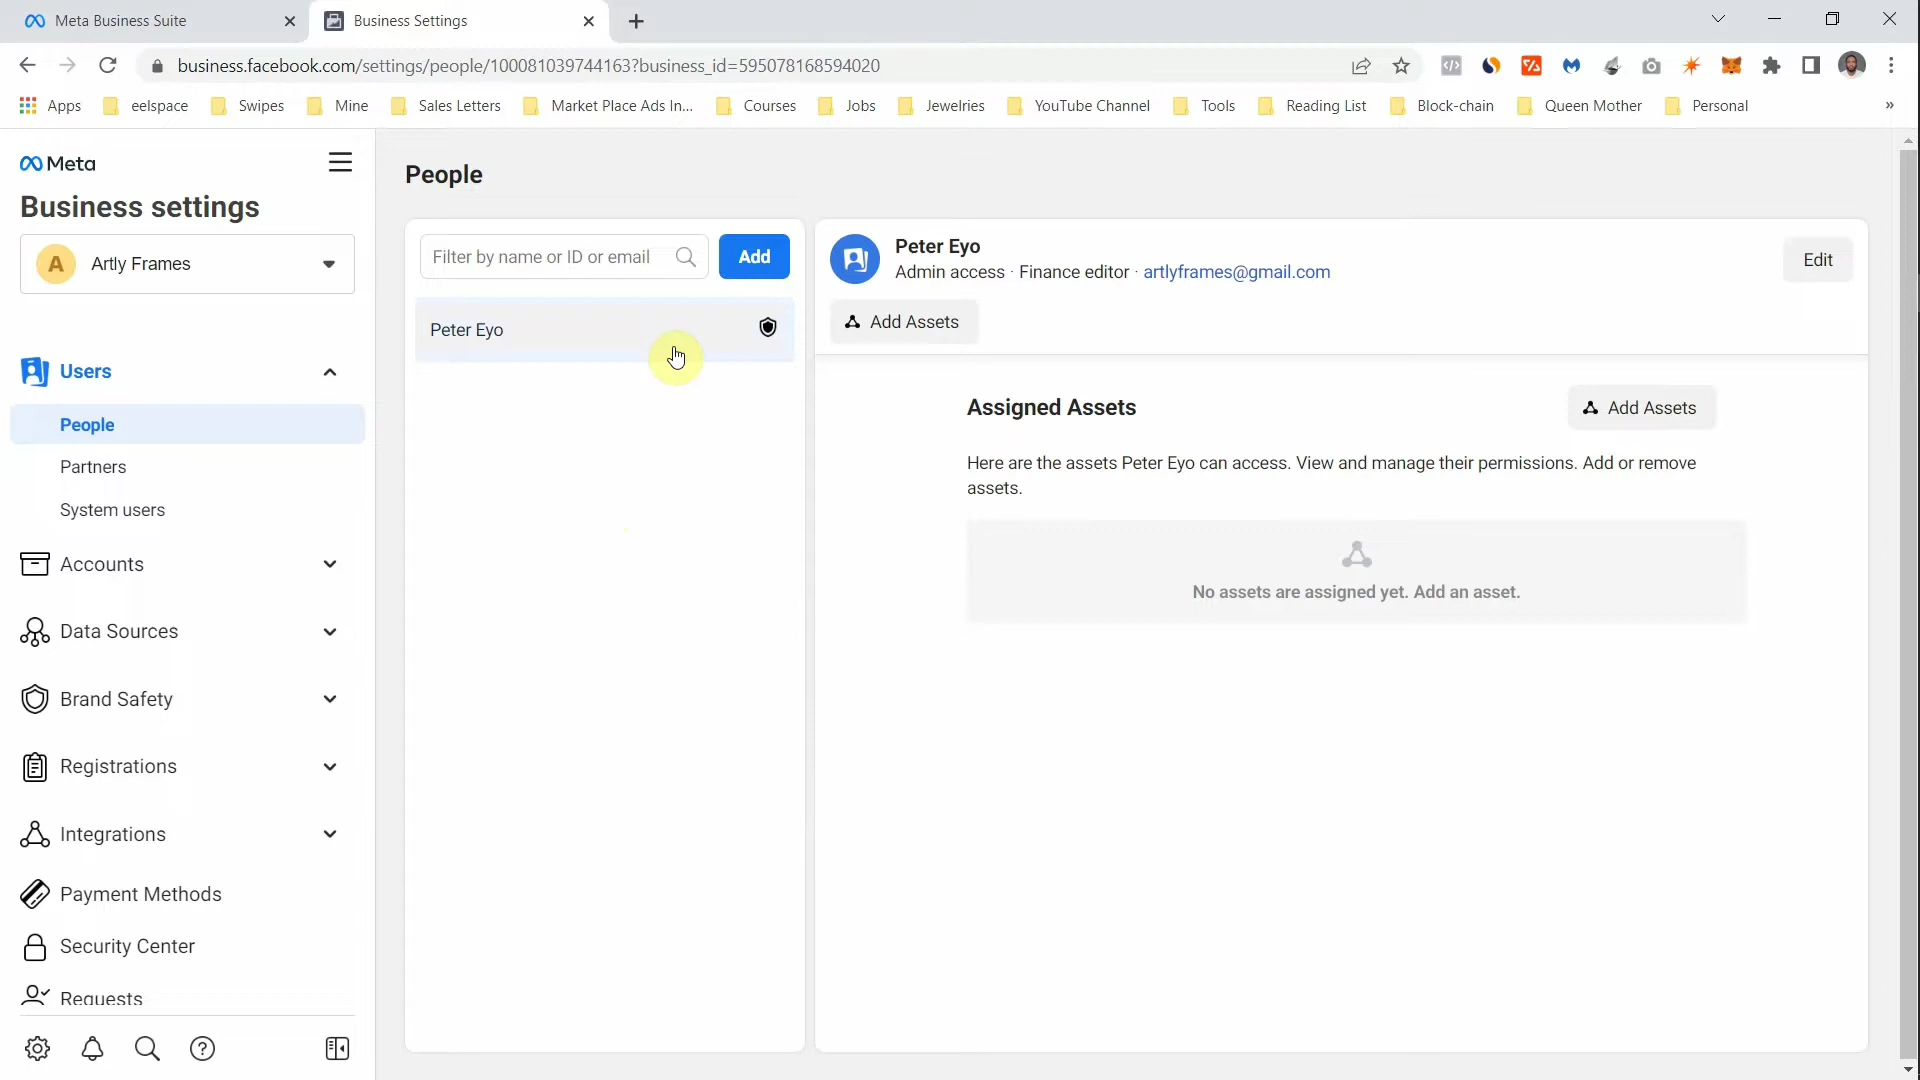 Meta Business Suite
Business Settings
business.facebook.com/settings/people/100081039744163?business_id=595078168594020
Apps
eelspace
Swipes
Mine
Sales Letters
Market Place Ads In...
Courses
Jobs
Jewelries
YouTube Channel
Tools
Reading List
Block-chain
Queen Mother
Personal
»
Meta
Business settings
A
Artly Frames
Users
People
Partners
System users
Accounts
Data Sources
Brand Safety
Registrations
Integrations
Payment Methods
Security Center
Requests
People
Filter by name or ID or email
Add
Peter Eyo
Peter Eyo
Admin access · Finance editor · artlyframes@gmail.com
Edit
Add Assets
Assigned Assets
Add Assets
Here are the assets Peter Eyo can access. View and manage their permissions. Add or remove
assets.
No assets are assigned yet. Add an asset.